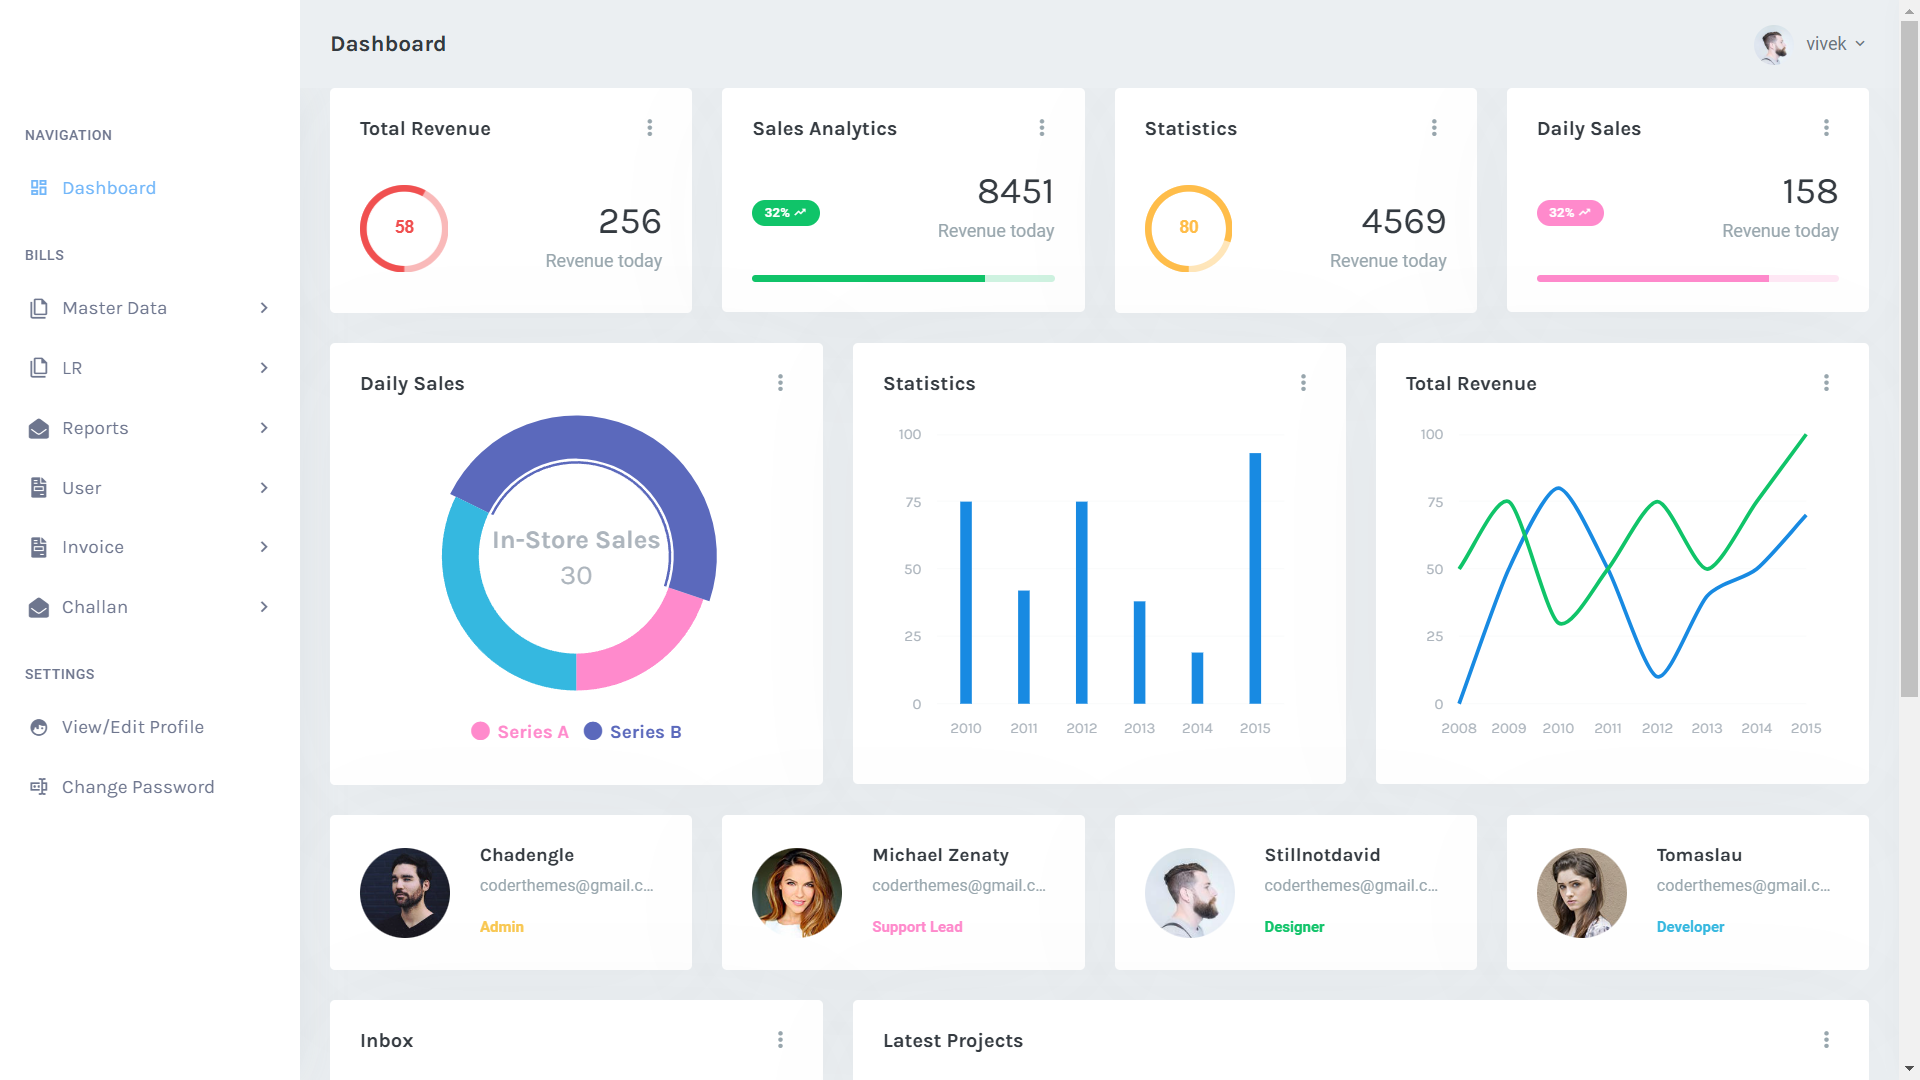 Dashboard
vivek
NAVIGATION
Dashboard
BILLS
Master Data
LR
Reports
User
Invoice
Challan
SETTINGS
View/Edit Profile
Change Password
Total Revenue
58
256
Revenue today
Sales Analytics
32%
8451
Revenue today
Statistics
80
4569
Revenue today
Daily Sales
32%
158
Revenue today
Daily Sales
In-Store Sales
30
Series A Series B
Statistics
100
75
50
25
0
2010 2011 2012 2013 2014 2015
Total Revenue
100
75
50
25
0
2008 2009 2010 2011 2012 2013 2014 2015
Chadengle
coderthemes@gmail.c...
Admin
Michael Zenaty
coderthemes@gmail.c...
Support Lead
Stillnotdavid
coderthemes@gmail.c...
Designer
Tomaslau
coderthemes@gmail.c...
Developer
Inbox
Latest Projects